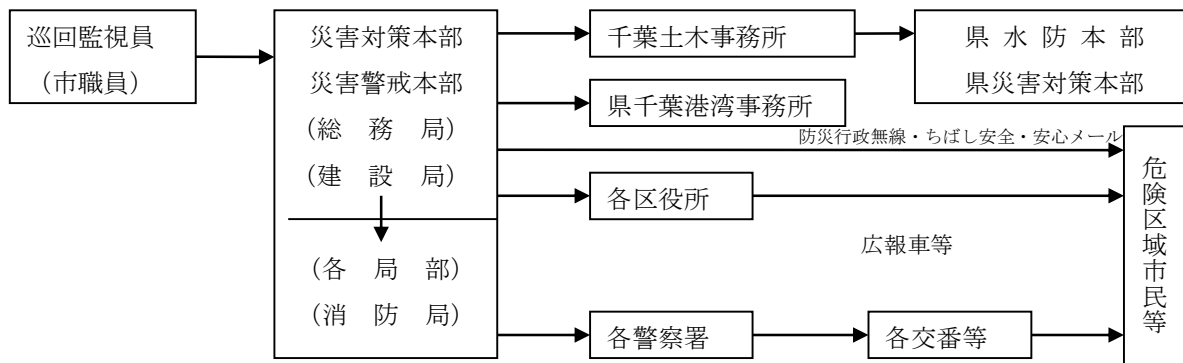 巡回監視員
（市職員）
災害対策本部
災害警戒本部
（総　務　局）
（建　設　局）
（各　局　部）
（消　防　局）
千葉土木事務所
県千葉港湾事務所
県 水 防 本 部
県災害対策本部
防災行政無線・ちばし安全・安心メール
各区役所
広報車等
各警察署
各交番等
危険区域市民等